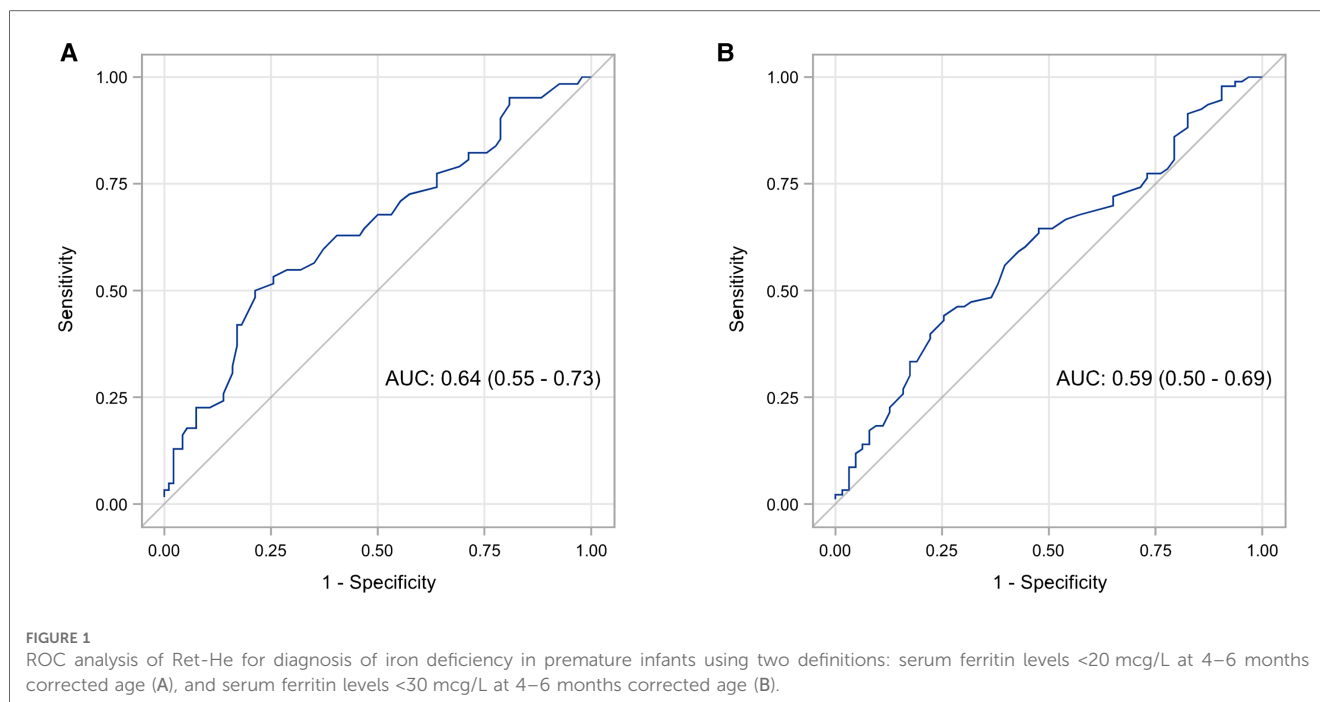 A
1.00
0.75
0.50
0.25
0.00
Sensitivity
AUC: 0.64 (0.55 - 0.73)
0.00 0.25 0.50 0.75 1.00
1 - Specificity
B
1.00
0.75
0.50
0.25
0.00
Sensitivity
AUC: 0.59 (0.50 - 0.69)
0.00 0.25 0.50 0.75 1.00
1 - Specificity
FIGURE 1
ROC analysis of Ret-He for diagnosis of iron deficiency in premature infants using two definitions: serum ferritin levels <20 mcg/L at 4–6 months
corrected age (A), and serum ferritin levels <30 mcg/L at 4–6 months corrected age (B).